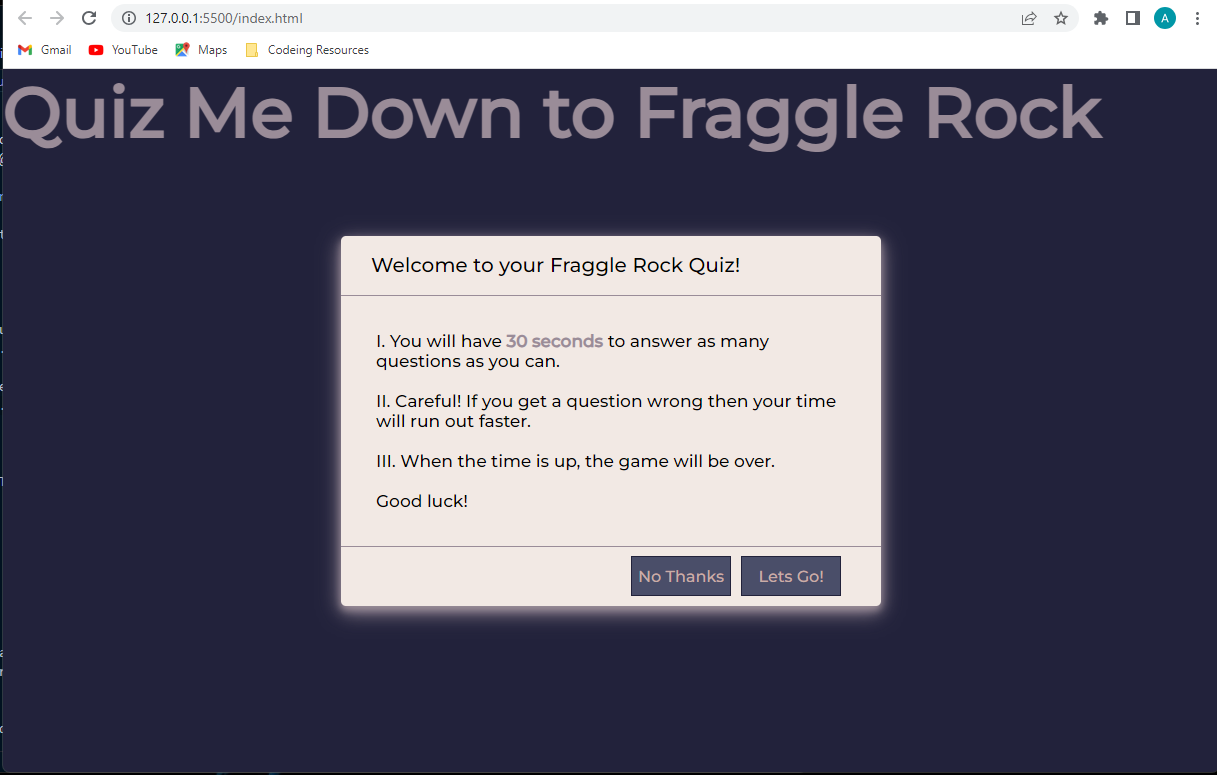 127.0.0.1:5500/index.html
A
Gmail YouTube Maps Codeing Resources
Quiz Me Down to Fraggle Rock
Welcome to your Fraggle Rock Quiz!
I. You will have 30 seconds to answer as many
questions as you can.
II. Careful! If you get a question wrong then your time
will run out faster.
III. When the time is up, the game will be over.
Good luck!
No Thanks Lets Go!